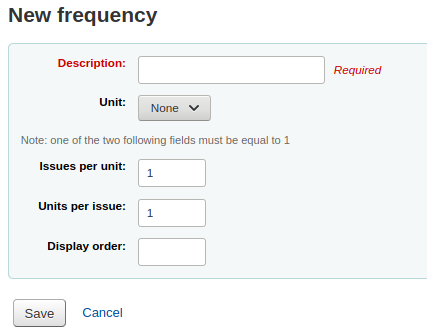 New frequency
Description: Required
Unit: None
Note: one of the two following fields must be equal to 1
Issues per unit: 1
Units per issue: 1
Display order:
Save Cancel